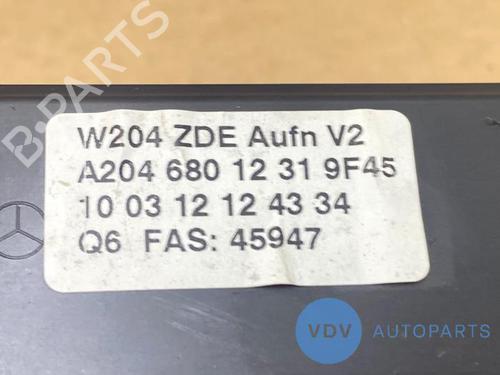 B-PARTS
W204 ZDE Aufn V2
A204 680 12 31 9F45
10 03 12 12 43 34
Q6 FAS: 45947
VDV AUTOPARTS